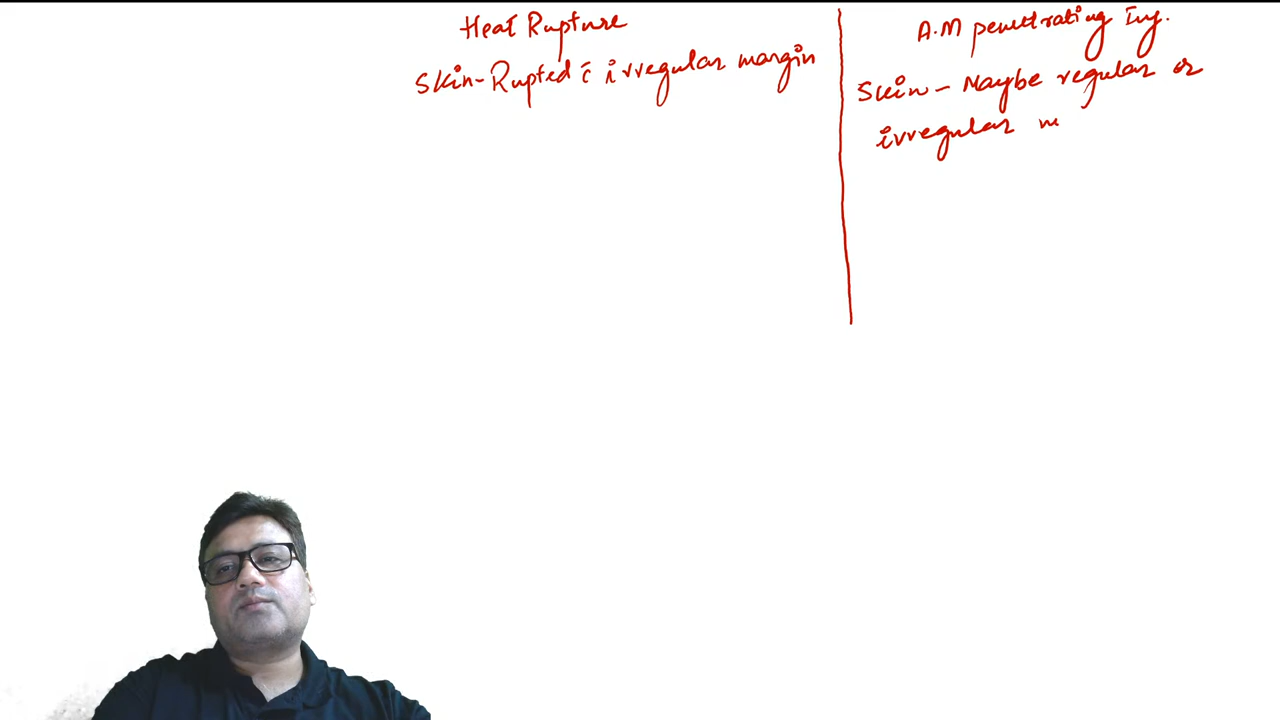 Heat Rupture
Skin-Rupted c̄ irregular margin
A.M penetrating Inj.
Skin - Maybe regular or
irregular m